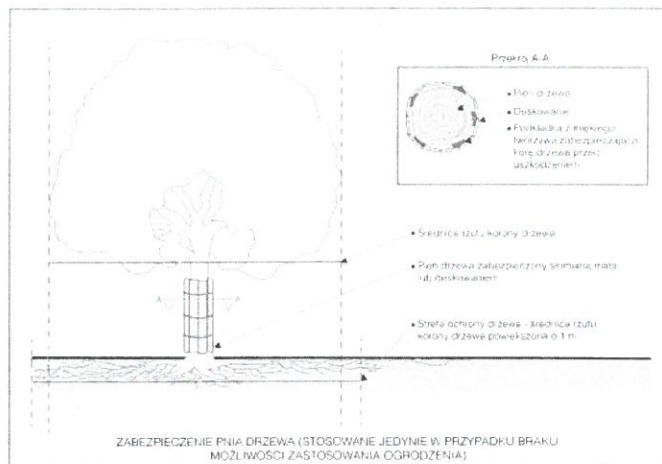 Przekrój A-A
Pień drzewa
Deskowanie
Podkładka z miękkiego
tworzywa zabezpieczająca
korę drzewa przed
uszkodzeniem
Średnica rzutu korony drzewa
Pień drzewa zabezpieczony słomianą matą
lub deskowaniem
A A
Strefa ochrony drzewa - średnica rzutu
korony drzewa powiększona o 1 m
ZABEZPIECZENIE PNIA DRZEWA (STOSOWANE JEDYNIE W PRZYPADKU BRAKU
MOŻLIWOŚCI ZASTOSOWANIA OGRODZENIA)